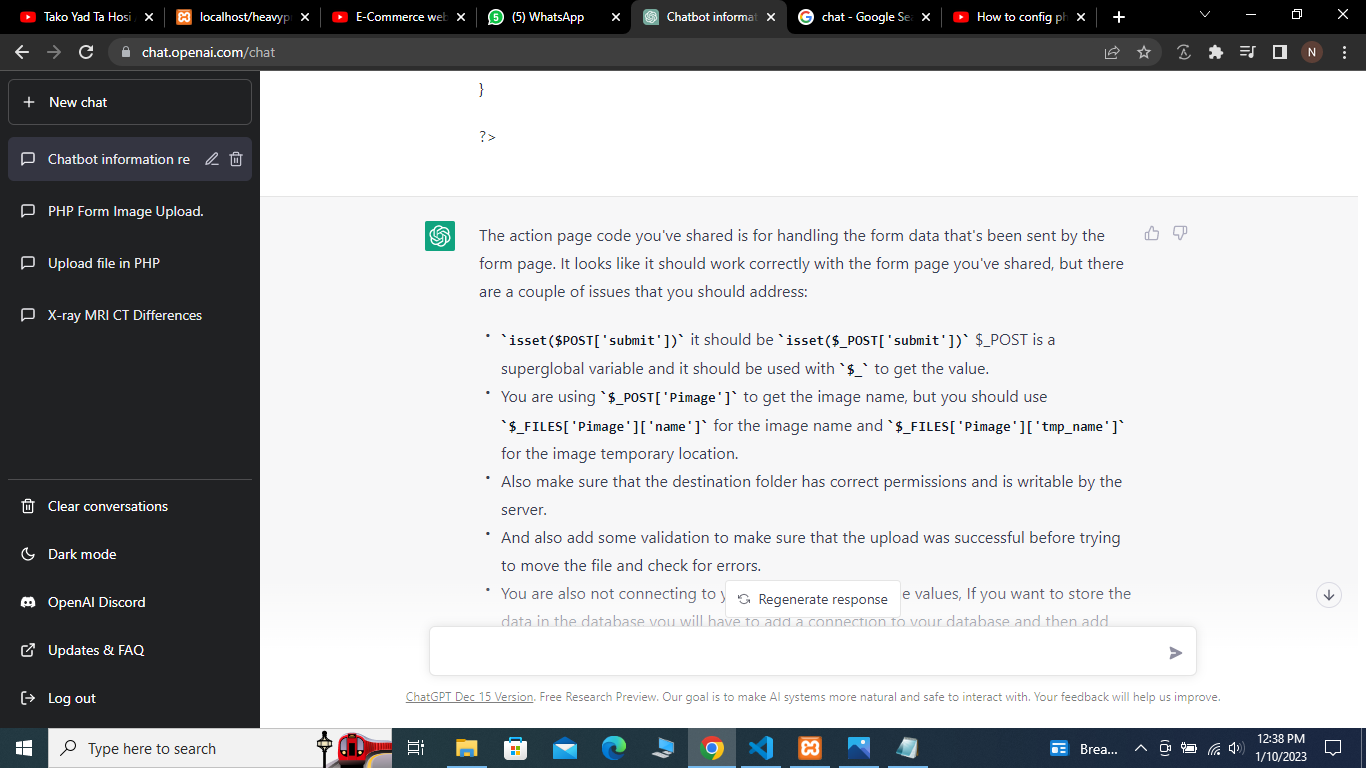 Tako Yad Ta Hosi
localhost/heavyp
E-Commerce web
(5) WhatsApp
Chatbot informat
chat - Google Se
How to config ph
chat.openai.com/chat
N
New chat
Chatbot information re
PHP Form Image Upload.
Upload file in PHP
X-ray MRI CT Differences
Clear conversations
Dark mode
OpenAI Discord
Updates & FAQ
Log out
}
?>
The action page code you've shared is for handling the form data that's been sent by the
form page. It looks like it should work correctly with the form page you've shared, but there
are a couple of issues that you should address:
• `isset($POST['submit'])` it should be `isset($_POST['submit'])` $_POST is a
superglobal variable and it should be used with `$_` to get the value.
• You are using `$_POST['Pimage']` to get the image name, but you should use
`$_FILES['Pimage']['name']` for the image name and `$_FILES['Pimage']['tmp_name']`
for the image temporary location.
• Also make sure that the destination folder has correct permissions and is writable by the
server.
• And also add some validation to make sure that the upload was successful before trying
to move the file and check for errors.
• You are also not connecting to y e values, If you want to store the
Regenerate response
data in the database you will have to add a connection to your database and then add
ChatGPT Dec 15 Version. Free Research Preview. Our goal is to make AI systems more natural and safe to interact with. Your feedback will help us improve.
Type here to search
Brea...
12:38 PM
1/10/2023